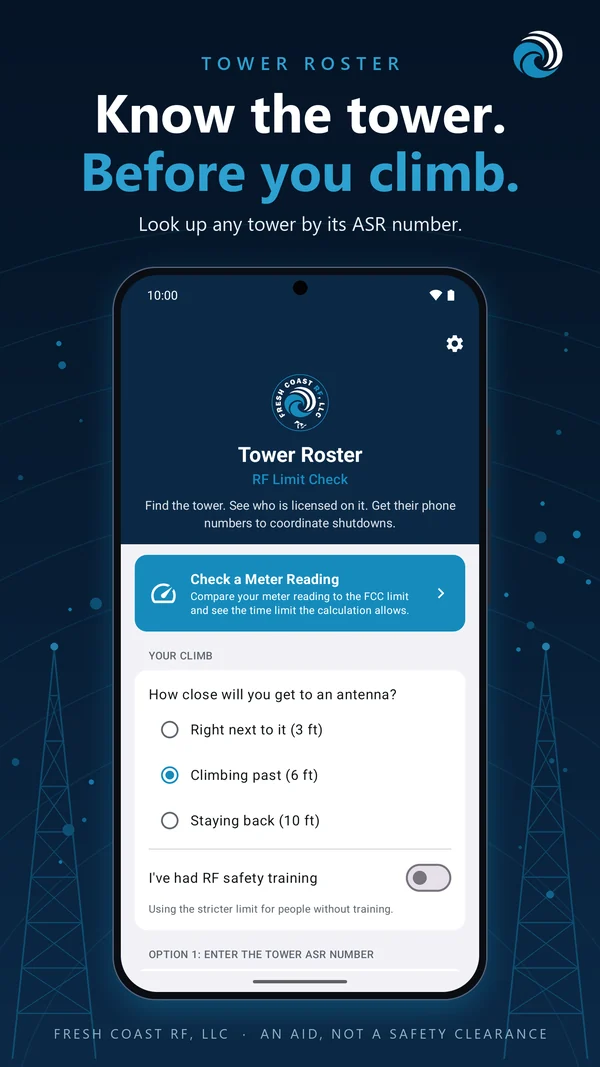 TOWER ROSTER
Know the tower.
Before you climb.
Look up any tower by its ASR number.
10:00
FRESH COAST RF, LLC
Tower Roster
RF Limit Check
Find the tower. See who is licensed on it. Get their phone
numbers to coordinate shutdowns.
Check a Meter Reading
Compare your meter reading to the FCC limit
and see the time limit the calculation allows.
YOUR CLIMB
How close will you get to an antenna?
Right next to it (3 ft)
Climbing past (6 ft)
Staying back (10 ft)
I've had RF safety training
Using the stricter limit for people without training.
OPTION 1: ENTER THE TOWER ASR NUMBER
FRESH COAST RF, LLC · AN AID, NOT A SAFETY CLEARANCE